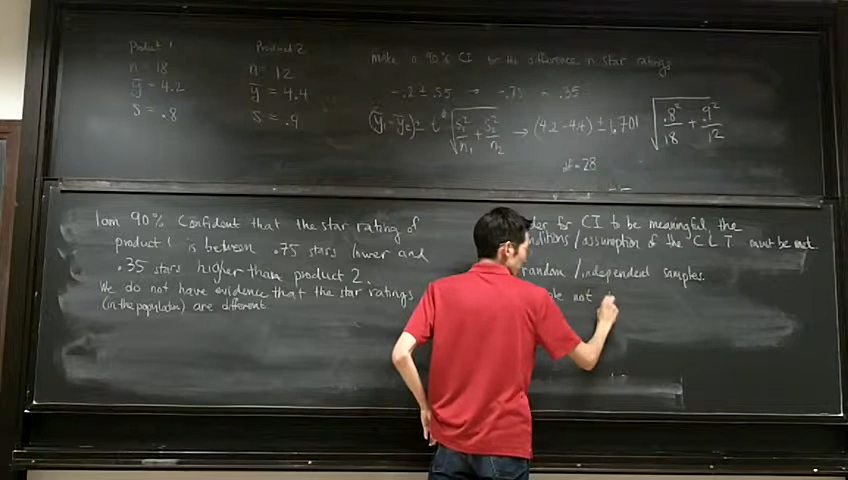 Product 1
n = 18
ȳ = 4.2
s = .8
Product 2
n = 12
ȳ = 4.4
s = .9
make a 90% CI for the difference in star ratings
-.2 ± .55 → -.75 .35
(ȳ₁-ȳ₂) ± t √(s₁²/n₁ + s₂²/n₂) → (4.2-4.4) ± 1.701 √(.8²/18 + .9²/12)
df = 28
I am 90% Confident that the star rating of
product 1 is between .75 stars lower and
.35 stars higher than product 2.
We do not have evidence that the star ratings
(in the population) are different.
for CI to be meaningful, the
/assumption of the CLT must be met
random/independent samples
not